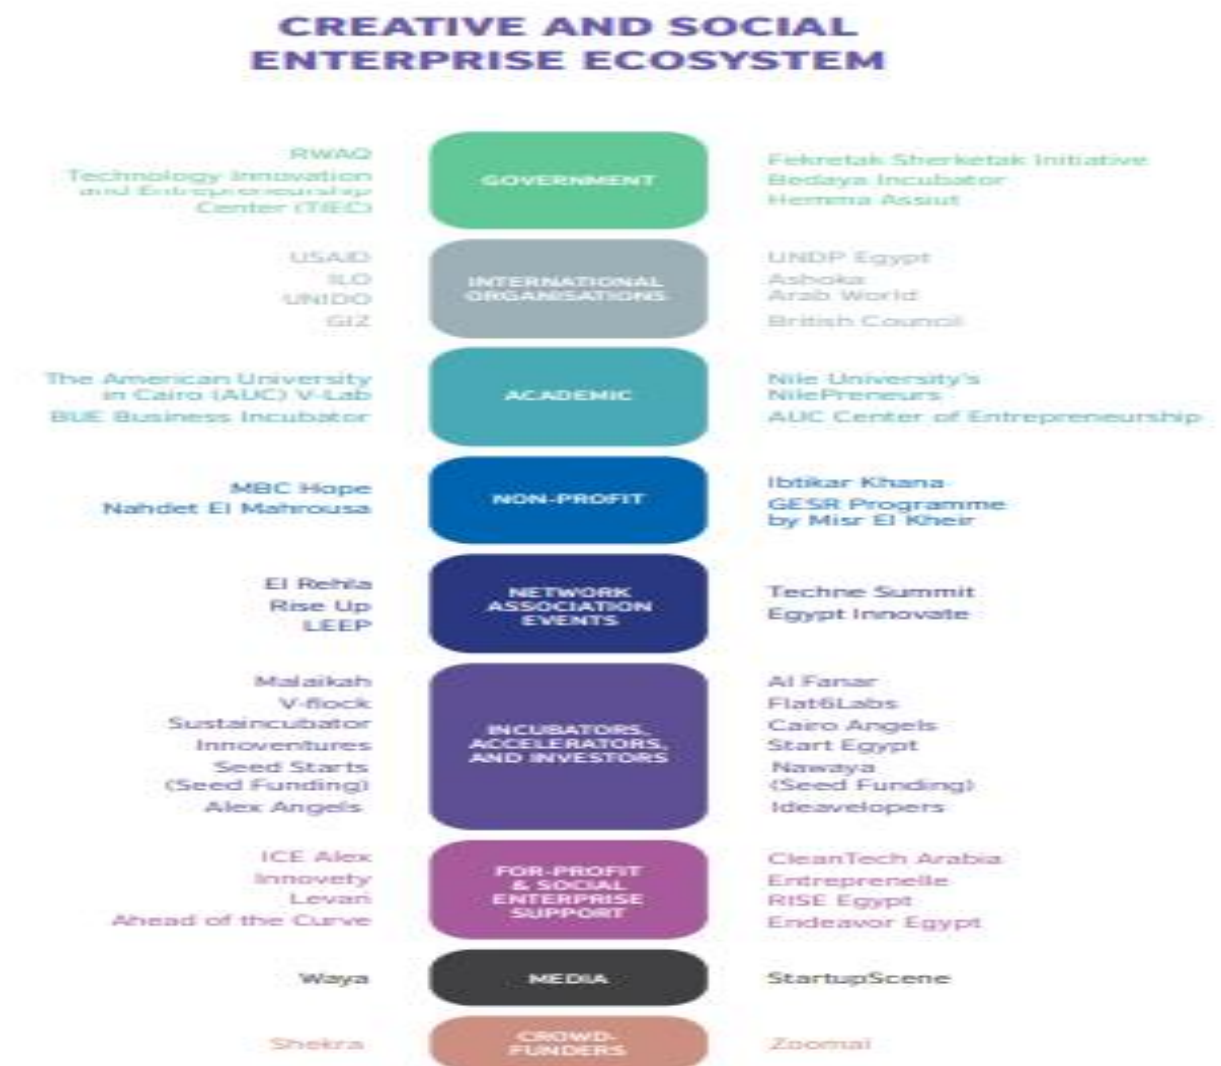 CREATIVE AND SOCIAL
ENTERPRISE ECOSYSTEM
RWAQ
Technology Innovation
and Entrepreneurship
Center (TIEC)
GOVERNMENT
Fekretak Sherketak Initiative
Bedaya Incubator
Hemma Assiut
USAID
ILO
UNIDO
GIZ
INTERNATIONAL
ORGANISATIONS
UNDP Egypt
Ashoka
Arab World
British Council
The American University
in Cairo (AUC) V-Lab
BUE Business Incubator
ACADEMIC
Nile University's
NilePreneurs
AUC Center of Entrepreneurship
MBC Hope
Nahdet El Mahrousa
NON-PROFIT
Ibtikar Khana
GESR Programme
by Misr El Kheir
El Rehla
Rise Up
LEEP
NETWORK
ASSOCIATION
EVENTS
Techne Summit
Egypt Innovate
Malaikah
V-flock
Sustaincubator
Innoventures
Seed Starts
(Seed Funding)
Alex Angels
INCUBATORS,
ACCELERATORS,
AND INVESTORS
Al Fanar
Flat6Labs
Cairo Angels
Start Egypt
Nawaya
(Seed Funding)
Ideavelopers
ICE Alex
Innovety
Levan
Ahead of the Curve
FOR-PROFIT
& SOCIAL
ENTERPRISE
SUPPORT
CleanTech Arabia
Entreprenelle
RISE Egypt
Endeavor Egypt
Waya
MEDIA
StartupScene
Shekra
CROWD-
FUNDERS
Zoomal